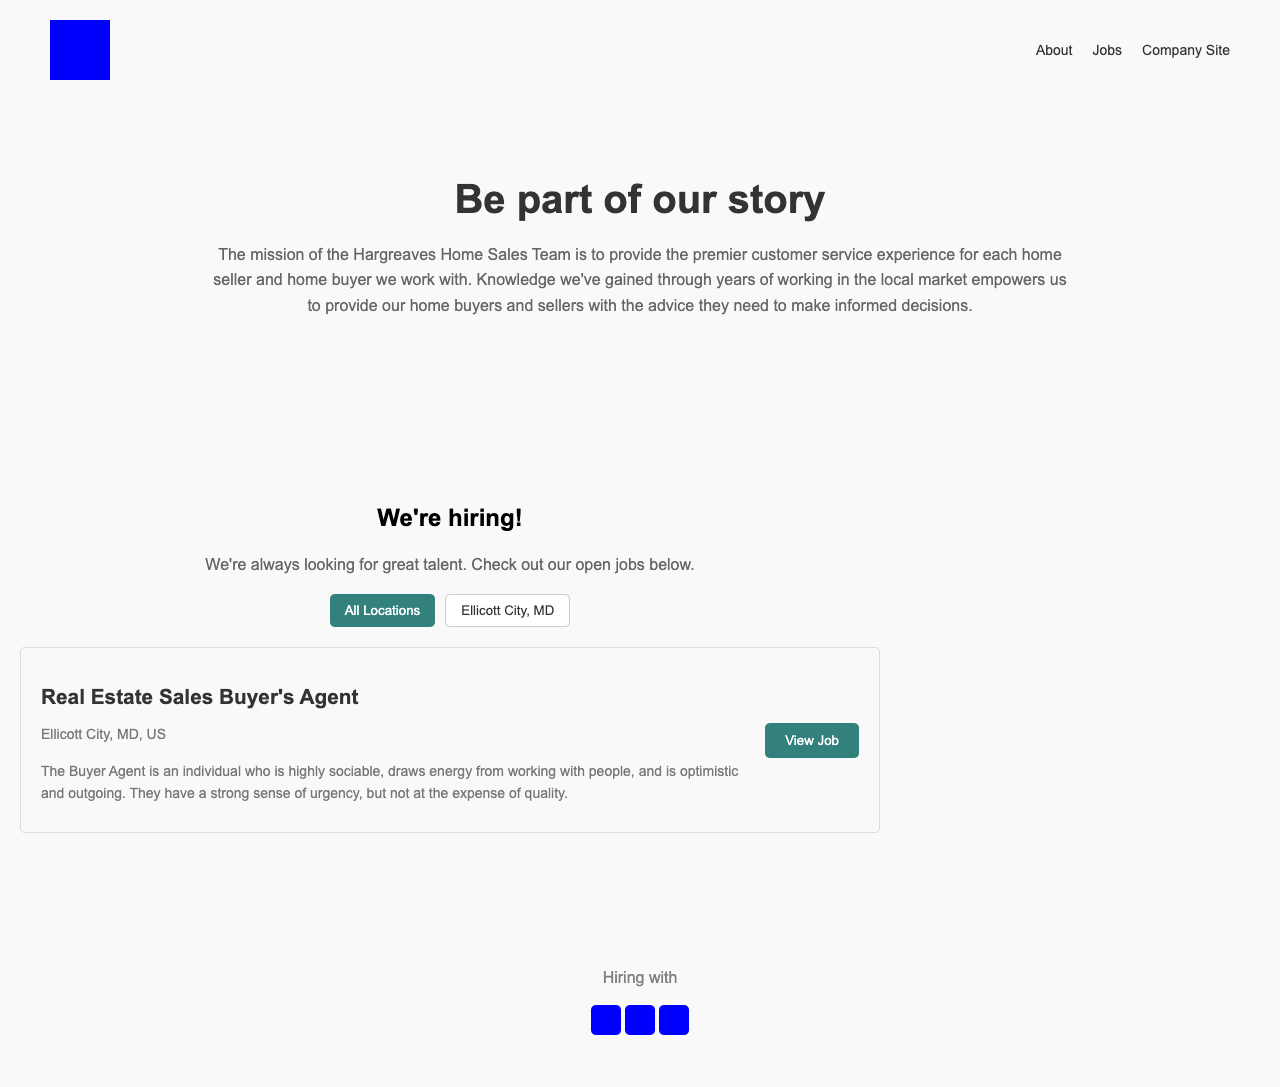 About Jobs Company Site
Be part of our story
The mission of the Hargreaves Home Sales Team is to provide the premier customer service experience for each home
seller and home buyer we work with. Knowledge we've gained through years of working in the local market empowers us
to provide our home buyers and sellers with the advice they need to make informed decisions.
We're hiring!
We're always looking for great talent. Check out our open jobs below.
All Locations Ellicott City, MD
Real Estate Sales Buyer's Agent
Ellicott City, MD, US
View Job
The Buyer Agent is an individual who is highly sociable, draws energy from working with people, and is optimistic
and outgoing. They have a strong sense of urgency, but not at the expense of quality.
Hiring with